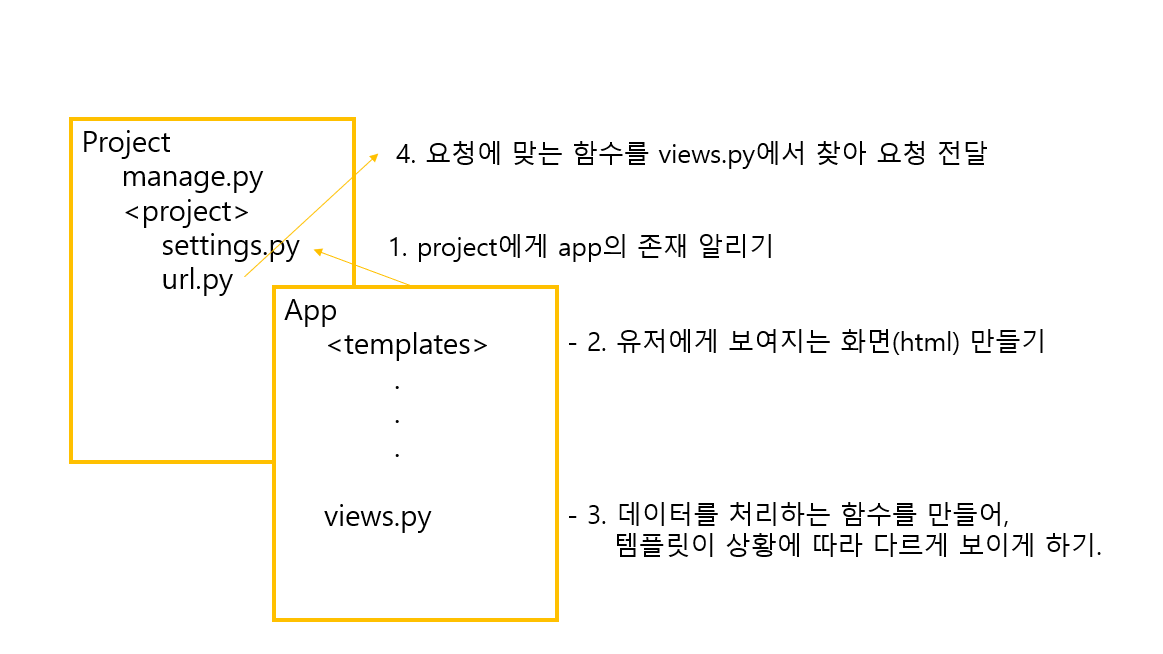 Project
manage.py
<project>
settings.py
url.py
4. 요청에 맞는 함수를 views.py에서 찾아 요청 전달
1. project에게 app의 존재 알리기
App
<templates>
.
.
.
views.py
- 2. 유저에게 보여지는 화면(html) 만들기
- 3. 데이터를 처리하는 함수를 만들어,
템플릿이 상황에 따라 다르게 보이게 하기.